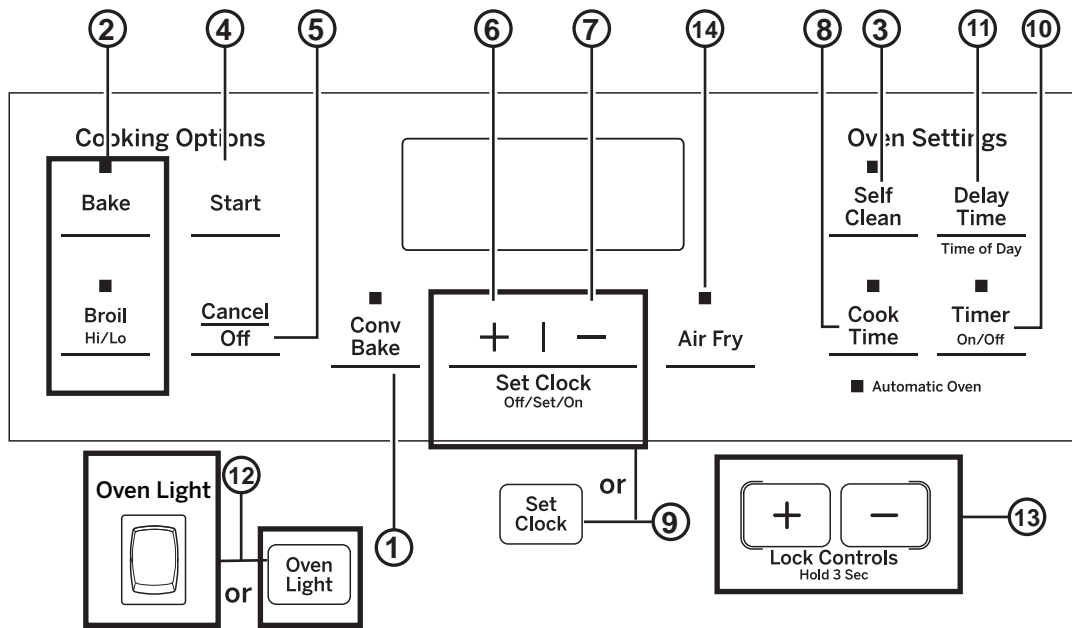 2
4
5
6
7
14
8
3
11
10
Cooking Options
Oven Settings
Bake
Start
Self
Clean
Delay
Time
Time of Day
Broil
Hi/Lo
Cancel
Off
Conv
Bake
+ | −
Set Clock
Off/Set/On
Air Fry
Cook
Time
Timer
On/Off
Automatic Oven
Oven Light
12
or
Oven
Light
1
Set
Clock
or
9
+
−
Lock Controls
Hold 3 Sec
13